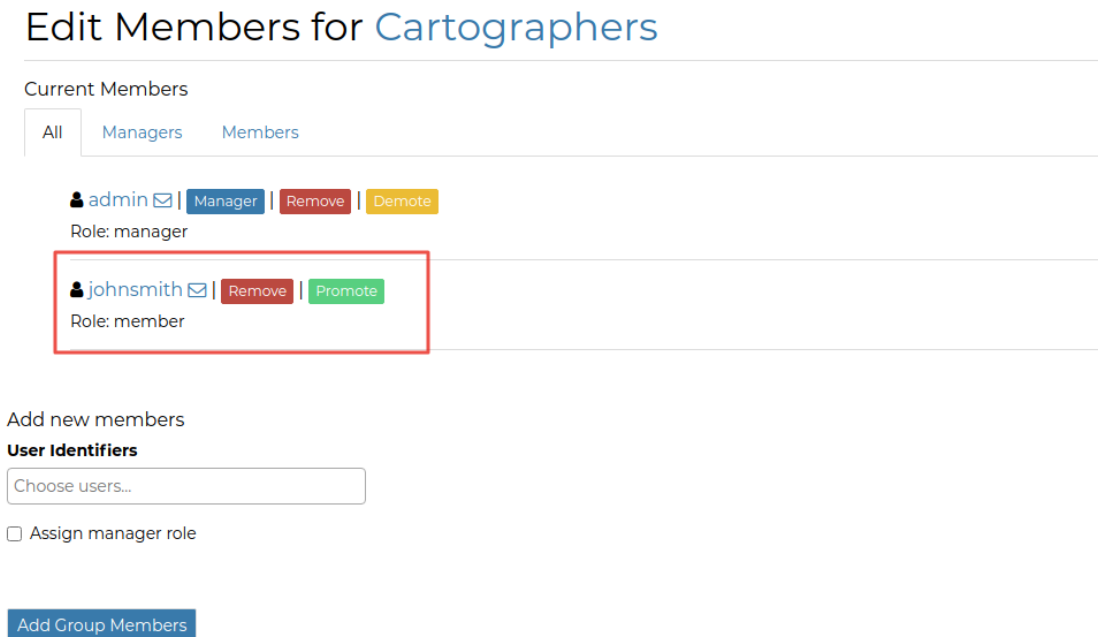 Edit Members for Cartographers
Current Members
All Managers Members
admin | Manager | Remove | Demote
Role: manager
johnsmith | Remove | Promote
Role: member
Add new members
User Identifiers
Choose users...
Assign manager role
Add Group Members